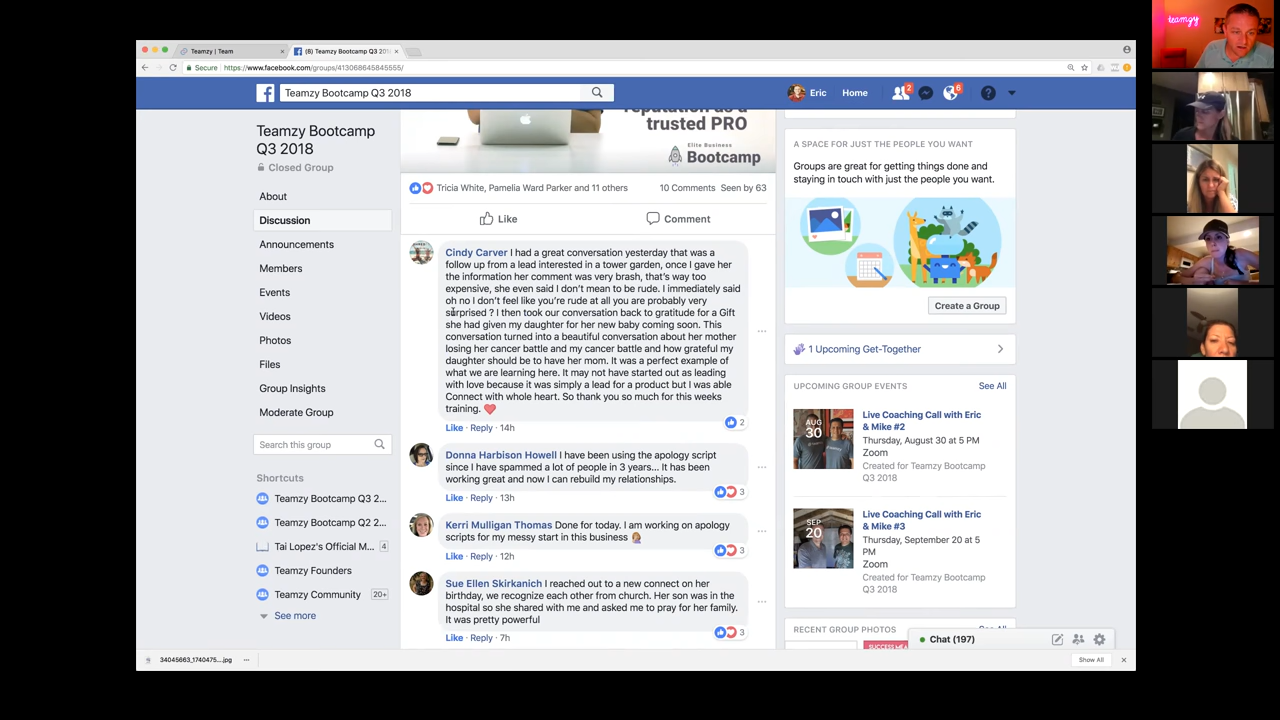 teamzy
Teamzy | Team
(8) Teamzy Bootcamp Q3 201
Secure
https://www.facebook.com/groups/413068645845555/
Teamzy Bootcamp Q3 2018
Eric
Home
2
6
Teamzy Bootcamp
Q3 2018
Closed Group
About
Discussion
Announcements
Members
Events
Videos
Photos
Files
Group Insights
Moderate Group
Search this group
Shortcuts
Teamzy Bootcamp Q3 2...
Teamzy Bootcamp Q2 2...
Tai Lopez's Official M... 4
Teamzy Founders
Teamzy Community 20+
See more
reputation as a
trusted PRO
Elite Business
Bootcamp
Tricia White, Pamelia Ward Parker and 11 others
10 Comments Seen by 63
Like
Comment
Cindy Carver I had a great conversation yesterday that was a
follow up from a lead interested in a tower garden, once I gave her
the information her comment was very brash, that's way too
expensive, she even said I don't mean to be rude. I immediately said
oh no I don't feel like you're rude at all you are probably very
surprised ? I then took our conversation back to gratitude for a Gift
she had given my daughter for her new baby coming soon. This
conversation turned into a beautiful conversation about her mother
losing her cancer battle and my cancer battle and how grateful my
daughter should be to have her mom. It was a perfect example of
what we are learning here. It may not have started out as leading
with love because it was simply a lead for a product but I was able
Connect with whole heart. So thank you so much for this weeks
training. ❤️
2
Like · Reply · 14h
Donna Harbison Howell I have been using the apology script
since I have spammed a lot of people in 3 years... It has been
working great and now I can rebuild my relationships.
3
Like · Reply · 13h
Kerri Mulligan Thomas Done for today. I am working on apology
scripts for my messy start in this business
3
Like · Reply · 12h
Sue Ellen Skirkanich I reached out to a new connect on her
birthday, we recognize each other from church. Her son was in the
hospital so she shared with me and asked me to pray for her family.
It was pretty powerful
3
Like · Reply · 7h
A SPACE FOR JUST THE PEOPLE YOU WANT
Groups are great for getting things done and
staying in touch with just the people you want.
Create a Group
1 Upcoming Get-Together
UPCOMING GROUP EVENTS
See All
AUG
30
Live Coaching Call with Eric
& Mike #2
Thursday, August 30 at 5 PM
Zoom
Created for Teamzy Bootcamp
Q3 2018
SEP
20
Live Coaching Call with Eric
& Mike #3
Thursday, September 20 at 5
PM
Zoom
Created for Teamzy Bootcamp
Q3 2018
RECENT GROUP PHOTOS
Chat (197)
34045663_1740475....jpg
Show All